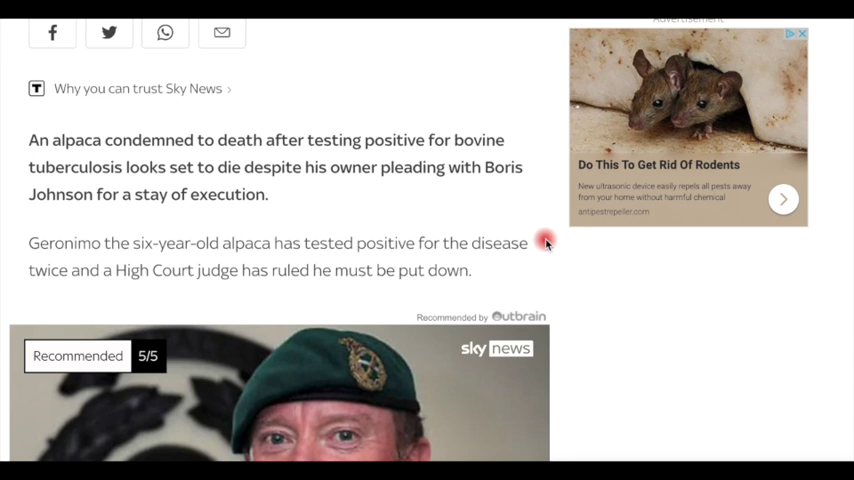 Advertisement
Why you can trust Sky News
An alpaca condemned to death after testing positive for bovine
tuberculosis looks set to die despite his owner pleading with Boris
Johnson for a stay of execution.
Geronimo the six-year-old alpaca has tested positive for the disease
twice and a High Court judge has ruled he must be put down.
Do This To Get Rid Of Rodents
New ultrasonic device easily repels all pests away
from your home without harmful chemical
antipestrepeller.com
Recommended by Outbrain
Recommended 5/5
sky news